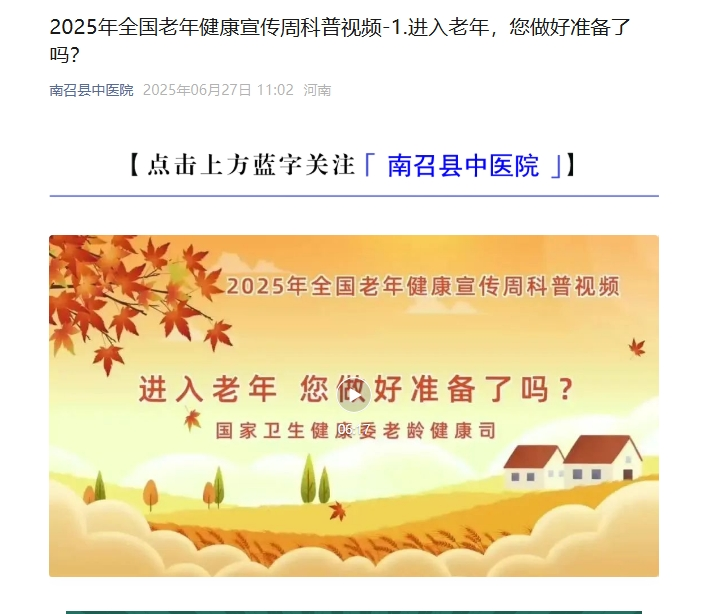 2025年全国老年健康宣传周科普视频-1.进入老年，您做好准备了
吗？
南召县中医院 2025年06月27日 11:02 河南
【点击上方蓝字关注「 南召县中医院 」】
2025年全国老年健康宣传周科普视频
进入老年 您做好准备了吗？
国家卫生健康委老龄健康司
06:17